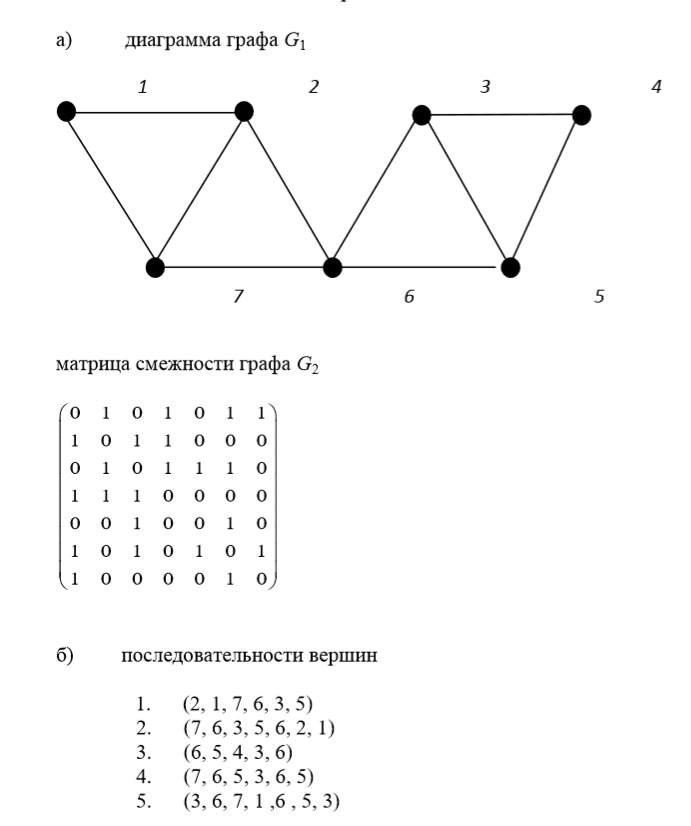 а) диаграмма графа G₁
1 2 3 4
7 6 5
матрица смежности графа G₂
0 1 0 1 0 1 1
1 0 1 1 0 0 0
0 1 0 1 1 1 0
1 1 1 0 0 0 0
0 0 1 0 0 1 0
1 0 1 0 1 0 1
1 0 0 0 0 1 0
б) последовательности вершин
1. (2, 1, 7, 6, 3, 5)
2. (7, 6, 3, 5, 6, 2, 1)
3. (6, 5, 4, 3, 6)
4. (7, 6, 5, 3, 6, 5)
5. (3, 6, 7, 1 ,6 , 5, 3)